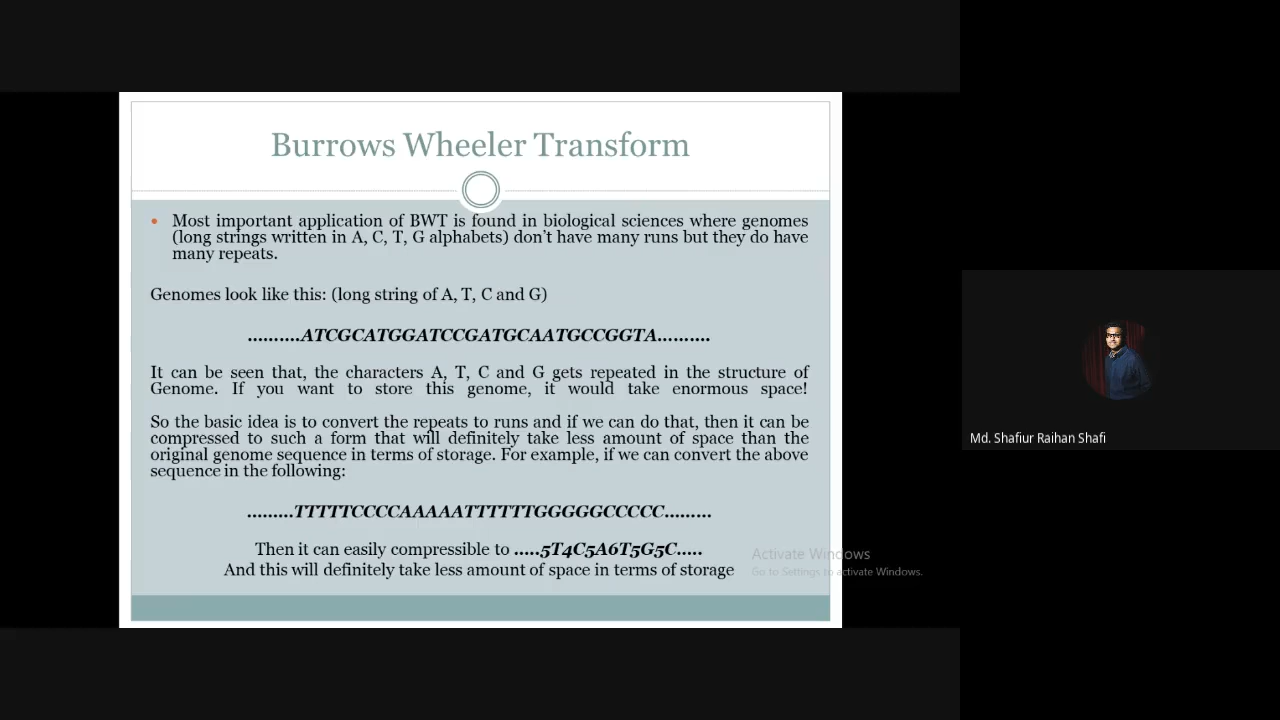 Burrows Wheeler Transform
• Most important application of BWT is found in biological sciences where genomes
(long strings written in A, C, T, G alphabets) don't have many runs but they do have
many repeats.
Genomes look like this: (long string of A, T, C and G)
..........ATCGCATGGATCCGATGCAATGCCGGTA..........
It can be seen that, the characters A, T, C and G gets repeated in the structure of
Genome. If you want to store this genome, it would take enormous space!
So the basic idea is to convert the repeats to runs and if we can do that, then it can be
compressed to such a form that will definitely take less amount of space than the
original genome sequence in terms of storage. For example, if we can convert the above
sequence in the following:
.........TTTTTCCCCAAAAATTTTTTGGGGGCCCCC.........
Then it can easily compressible to .....5T4C5A6T5G5C.....
And this will definitely take less amount of space in terms of storage
Activate Windows
Go to Settings to activate Windows.
Md. Shafiur Raihan Shafi